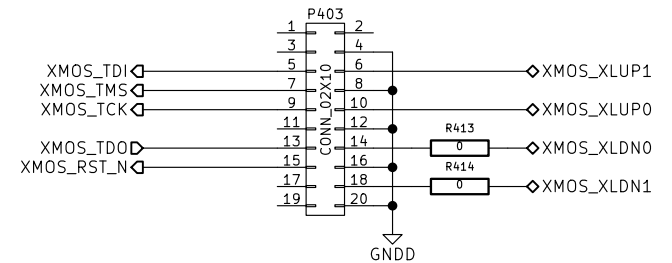 P403
1 2
3 4
XMOS_TDI 5 6 XMOS_XLUP1
XMOS_TMS 7 8
XMOS_TCK 9 10 XMOS_XLUP0
11 12
R413
XMOS_TDO 13 14 0 XMOS_XLDN0
XMOS_RST_N 15 16
R414
17 18 0 XMOS_XLDN1
19 20
CONN_02X10
GNDD